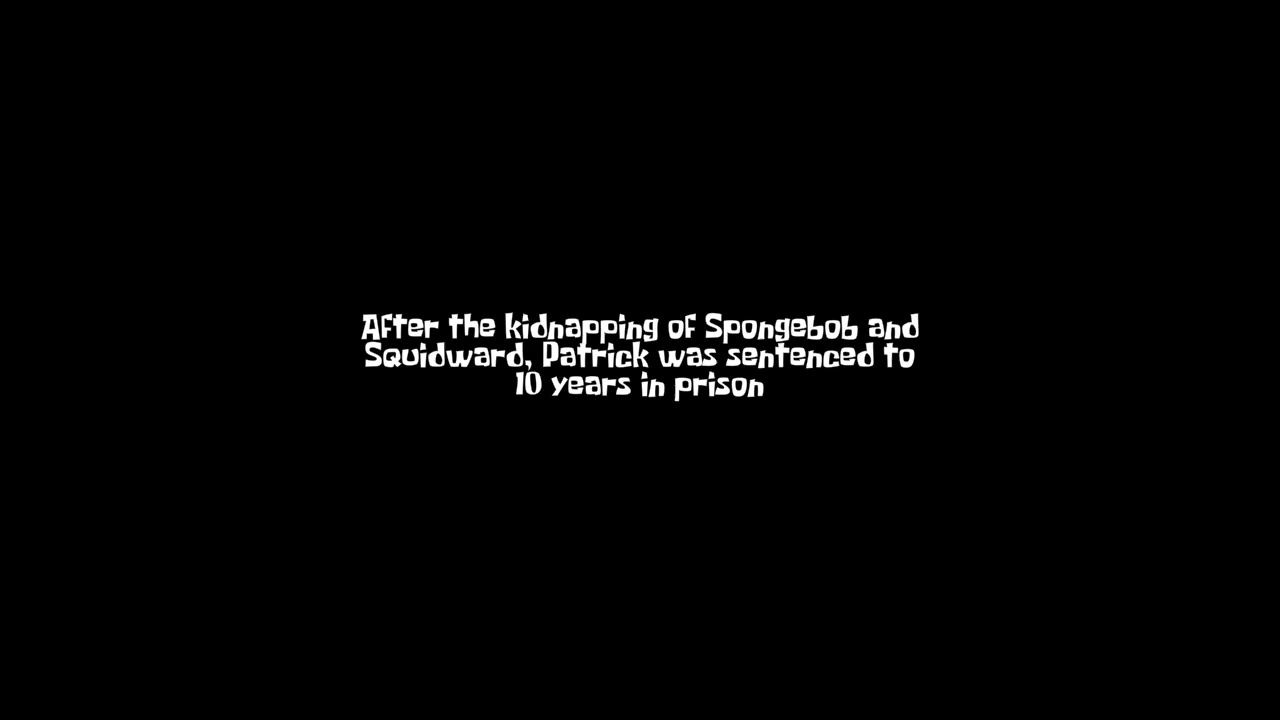 After the kidnapping of Spongebob and
Squidward, Patrick was sentenced to
10 years in prison